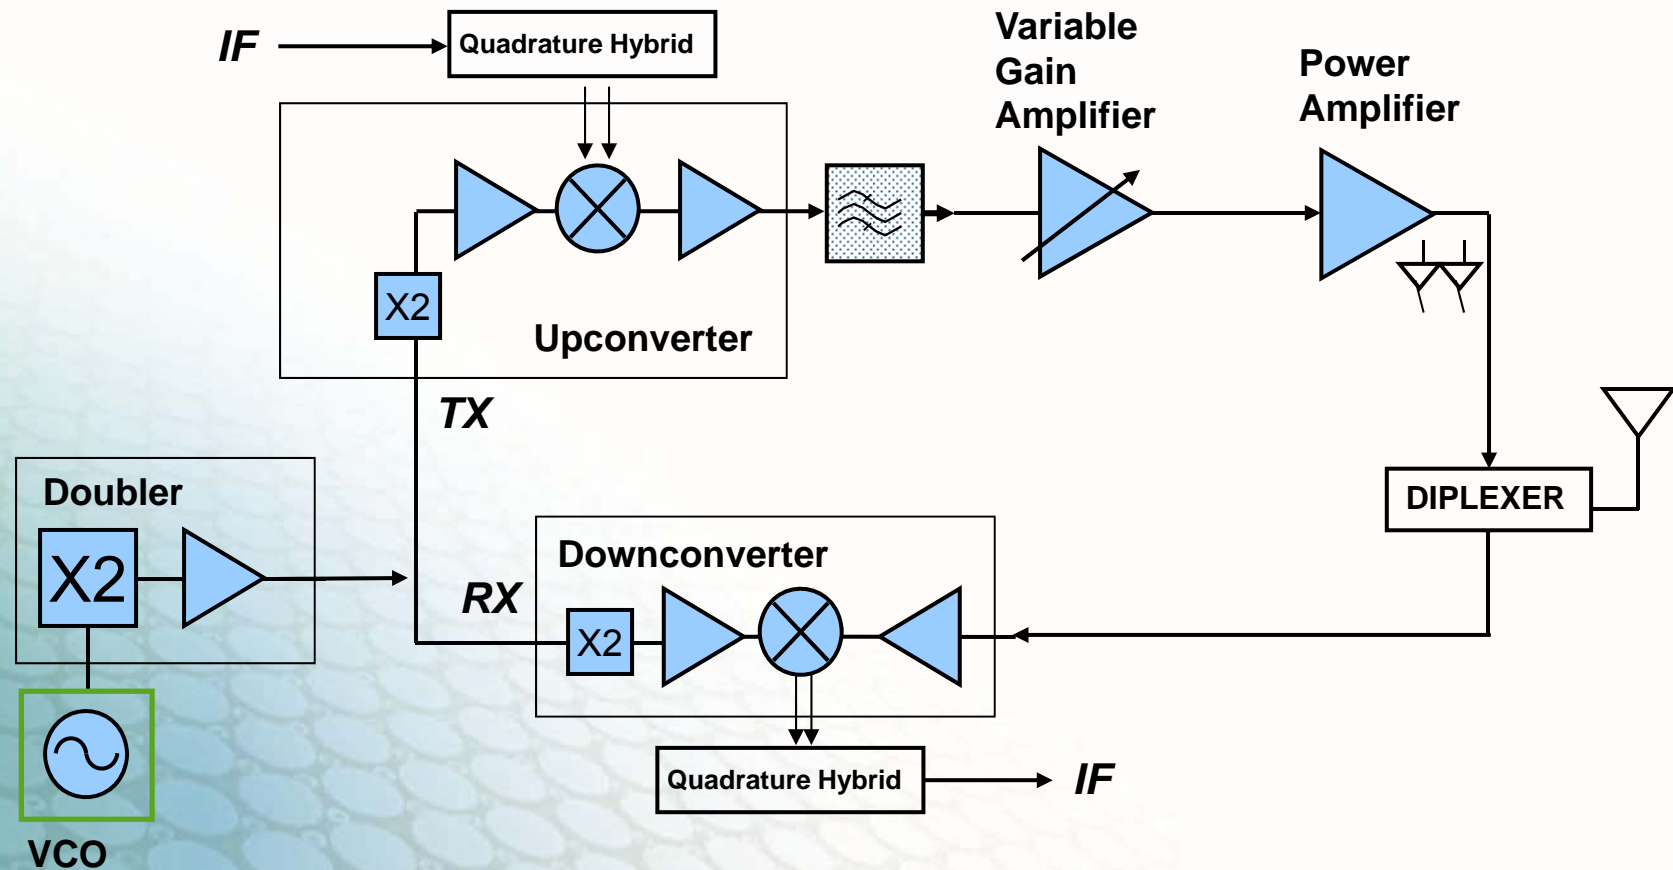 IF
Quadrature Hybrid
Variable
Gain
Amplifier
Power
Amplifier
X2
Upconverter
TX
Doubler
X2
DIPLEXER
Downconverter
RX
X2
Quadrature Hybrid
IF
VCO